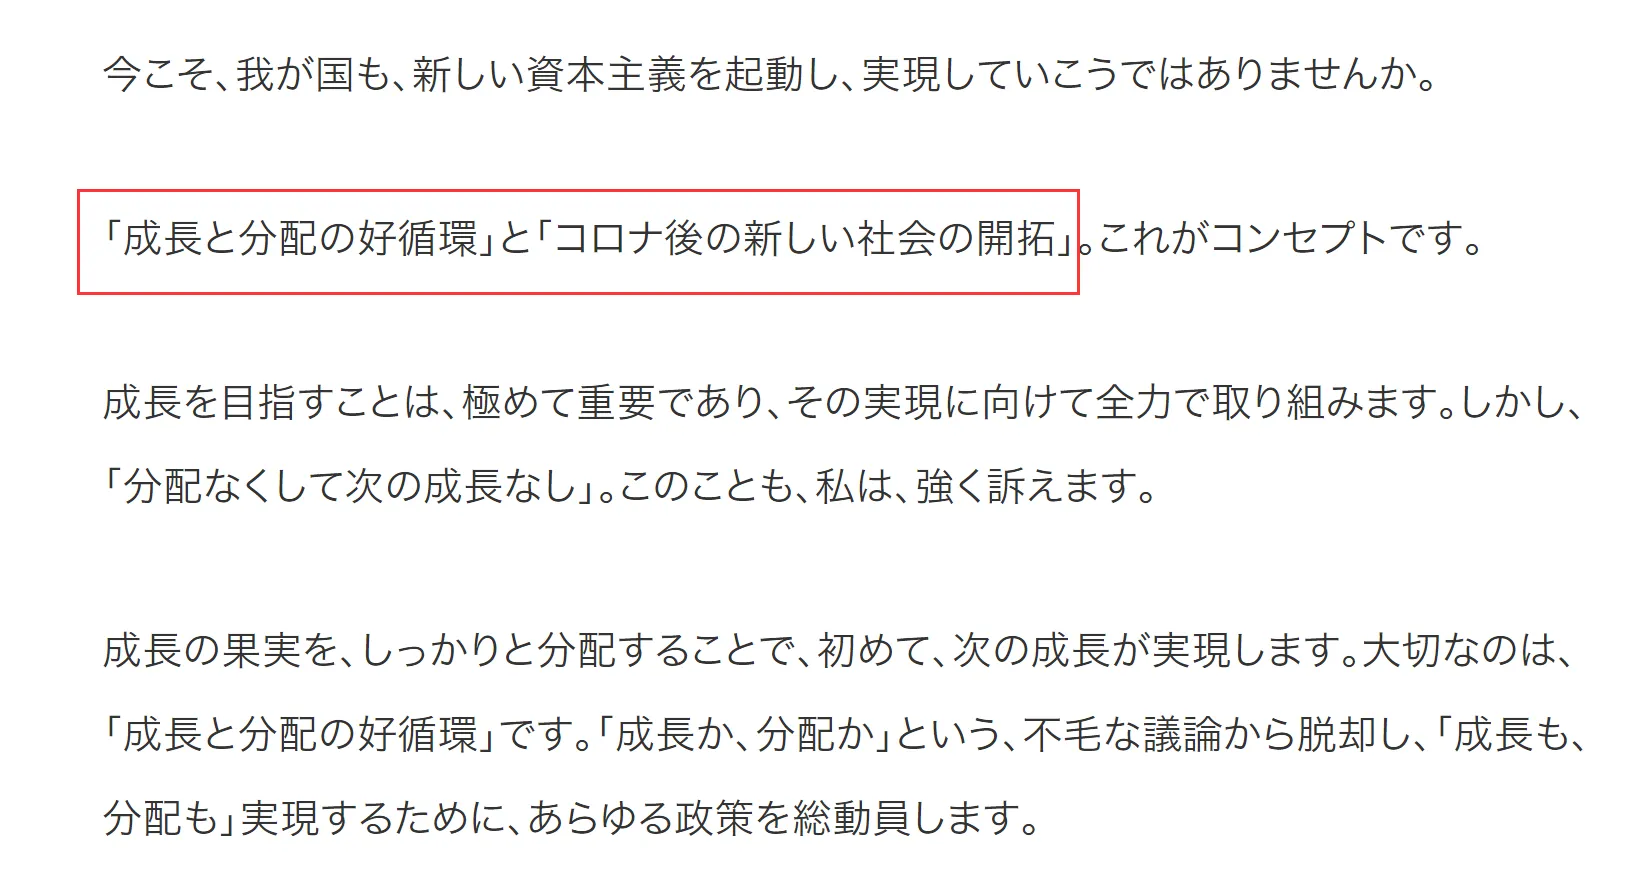 今こそ、我が国も、新しい資本主義を起動し、実現していこうではありませんか。
「成長と分配の好循環」と「コロナ後の新しい社会の開拓」。これがコンセプトです。
成長を目指すことは、極めて重要であり、その実現に向けて全力で取り組みます。しかし、
「分配なくして次の成長なし」。このことも、私は、強く訴えます。
成長の果実を、しっかりと分配することで、初めて、次の成長が実現します。大切なのは、
「成長と分配の好循環」です。「成長か、分配か」という、不毛な議論から脱却し、「成長も、
分配も」実現するために、あらゆる政策を総動員します。